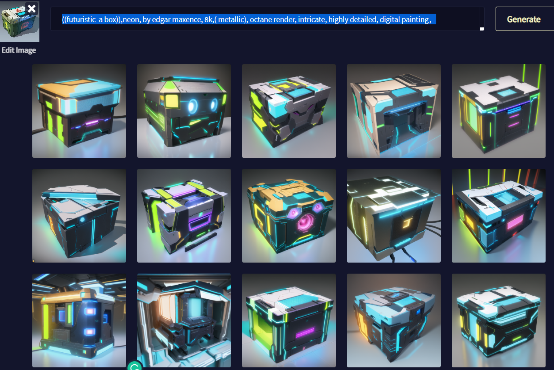 ((futuristic a box)),neon, by edgar maxence, 8k,( metallic), octane render, intricate, highly detailed, digital painting ,
Generate
Edit Image